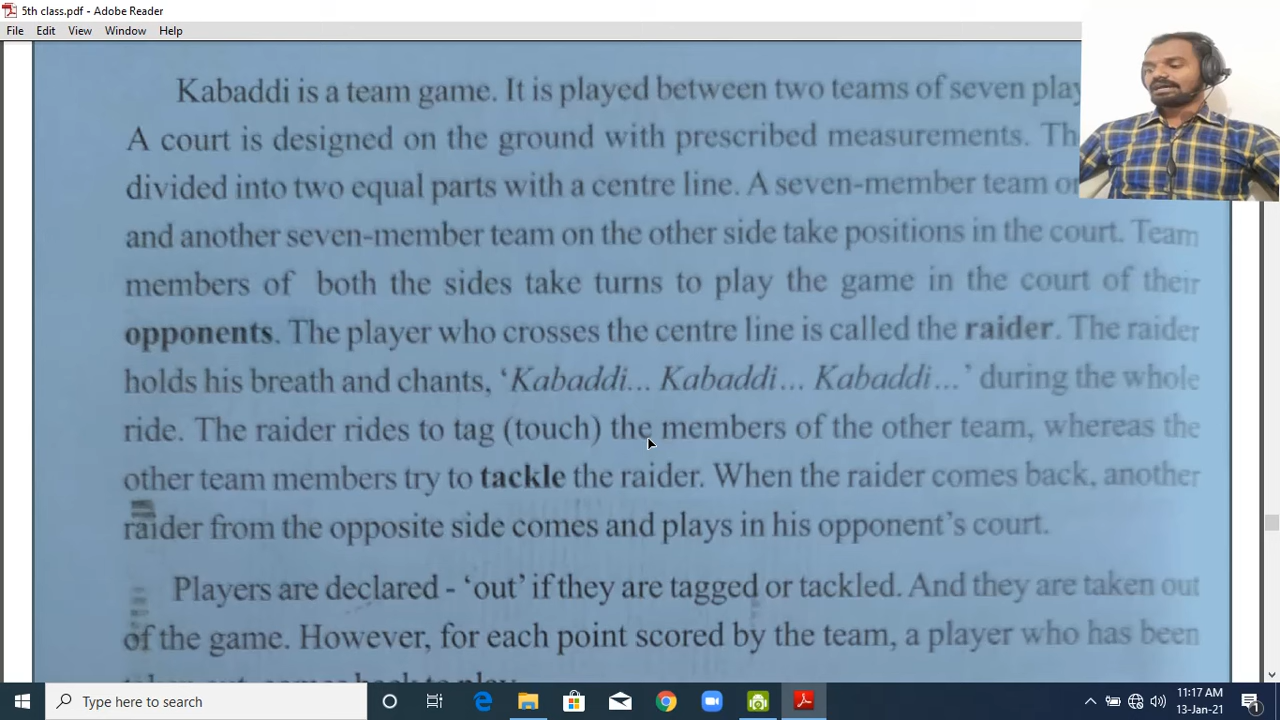 5th class.pdf - Adobe Reader
File Edit View Window Help
Kabaddi is a team game. It is played between two teams of seven
A court is designed on the ground with prescribed measurements.
divided into two equal parts with a centre line. A seven-member team
and another seven-member team on the other side take positions in the court. Team
members of both the sides take turns to play the game in the court of their
opponents. The player who crosses the centre line is called the raider. The raider
holds his breath and chants, ‘Kabaddi... Kabaddi... Kabaddi...’ during the whole
ride. The raider rides to tag (touch) the members of the other team, whereas the
other team members try to tackle the raider. When the raider comes back, another
raider from the opposite side comes and plays in his opponent’s court.
Players are declared - ‘out’ if they are tagged or tackled. And they are taken out
of the game. However, for each point scored by the team, a player who has been
Type here to search
11:17 AM
13-Jan-21
1